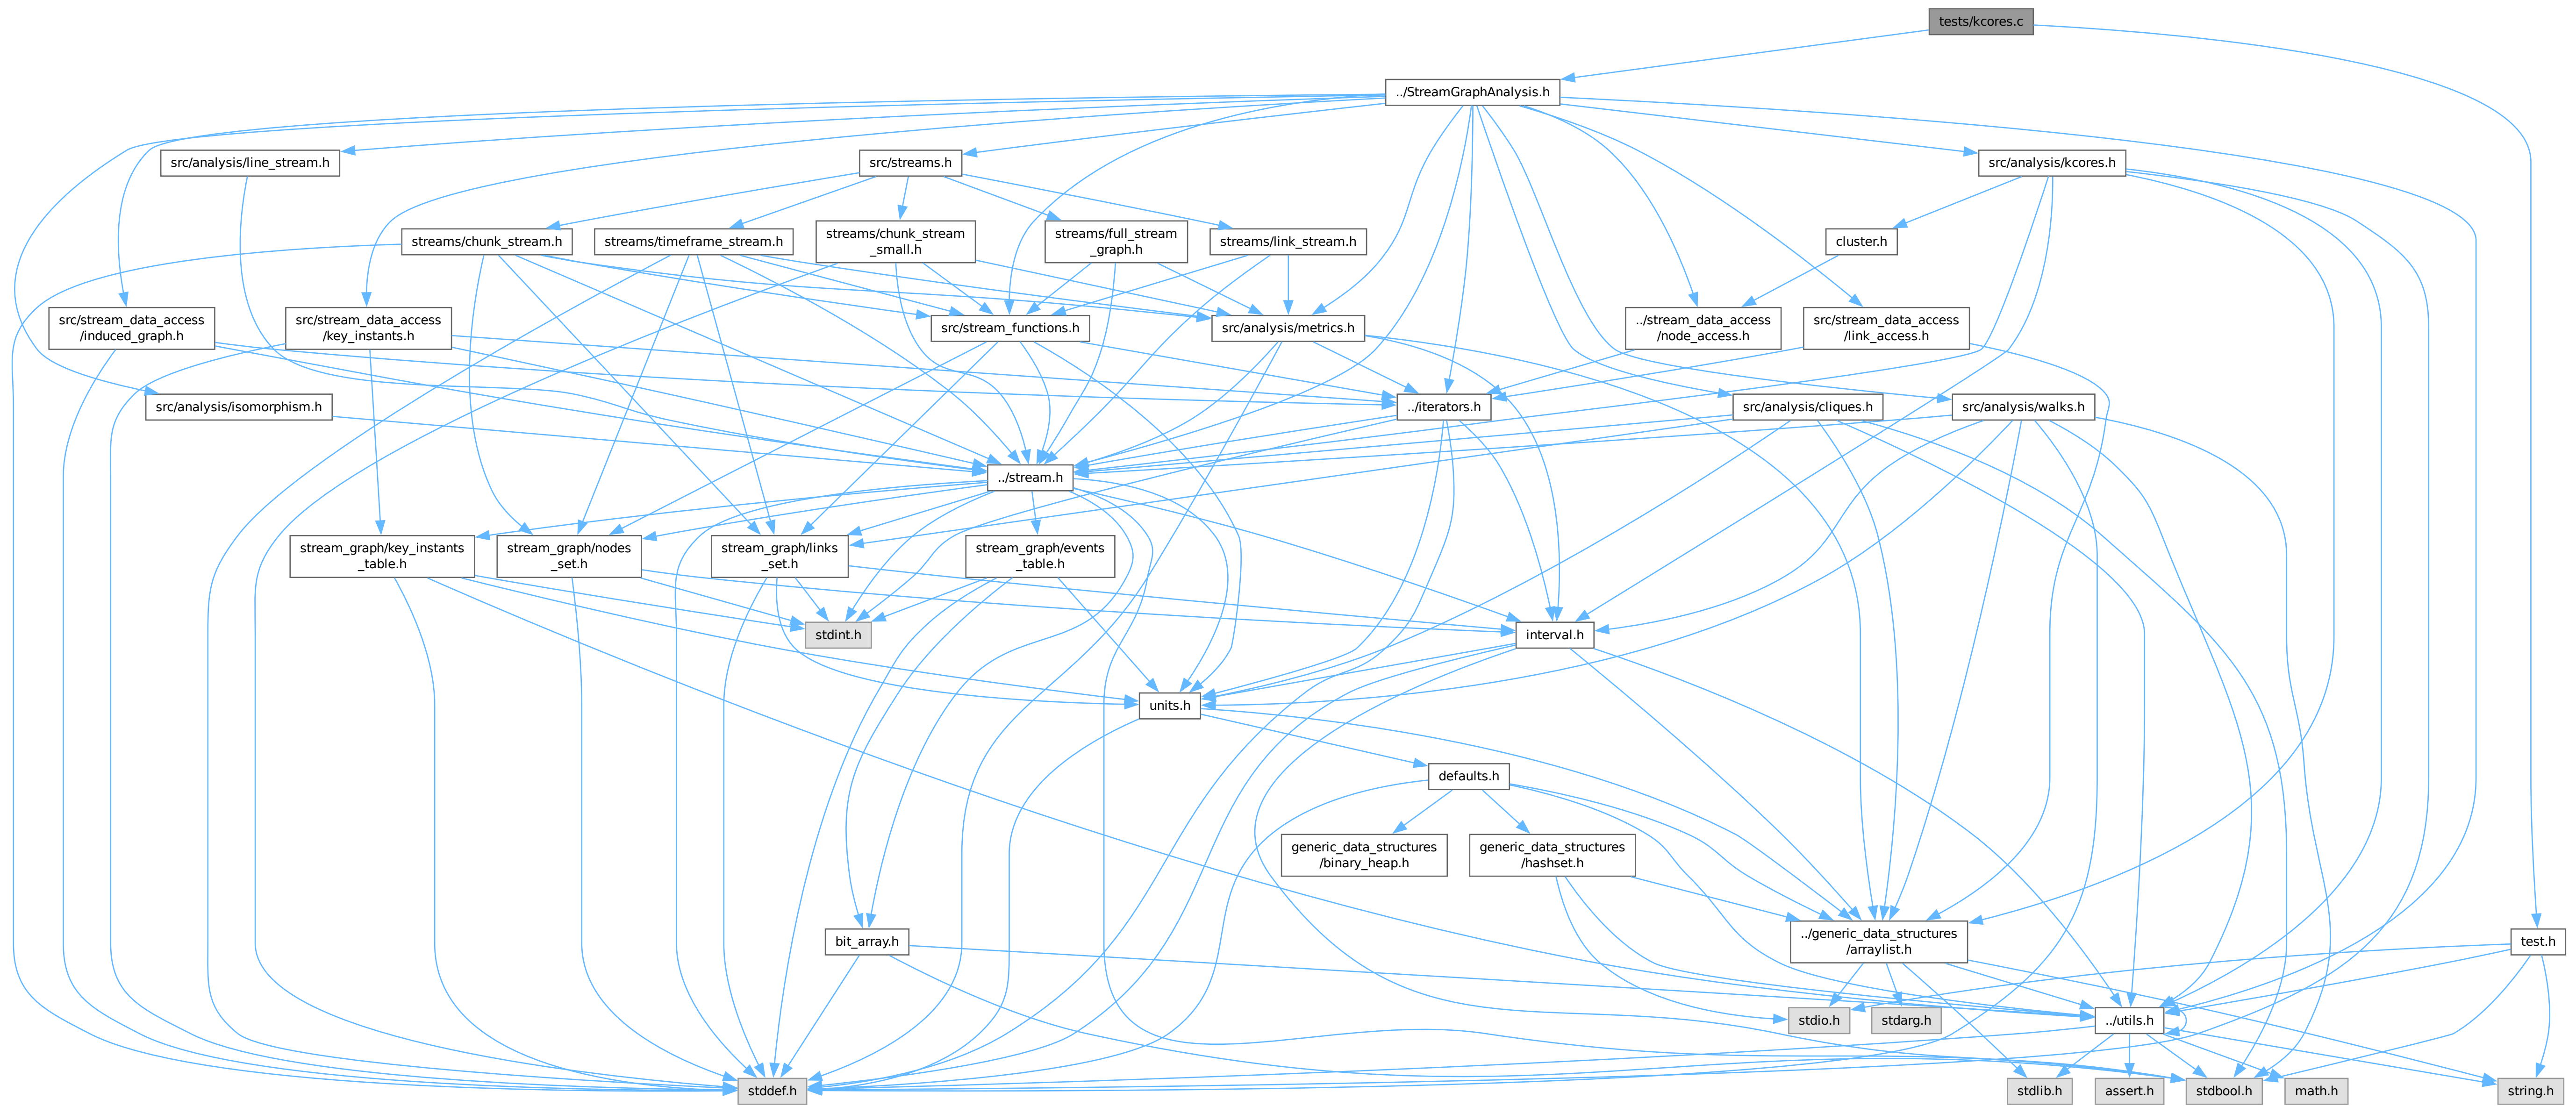 tests/kcores.c
../StreamGraphAnalysis.h
src/analysis/line_stream.h
src/streams.h
src/analysis/kcores.h
streams/chunk_stream.h
streams/timeframe_stream.h
streams/chunk_stream
_small.h
streams/full_stream
_graph.h
streams/link_stream.h
cluster.h
src/stream_data_access
/induced_graph.h
src/stream_data_access
/key_instants.h
src/stream_functions.h
src/analysis/metrics.h
../stream_data_access
/node_access.h
src/stream_data_access
/link_access.h
src/analysis/isomorphism.h
../iterators.h
src/analysis/cliques.h
src/analysis/walks.h
../stream.h
stream_graph/key_instants
_table.h
stream_graph/nodes
_set.h
stream_graph/links
_set.h
stream_graph/events
_table.h
stdint.h
interval.h
units.h
defaults.h
generic_data_structures
/binary_heap.h
generic_data_structures
/hashset.h
bit_array.h
../generic_data_structures
/arraylist.h
test.h
stdio.h
stdarg.h
../utils.h
stddef.h
stdlib.h
assert.h
stdbool.h
math.h
string.h